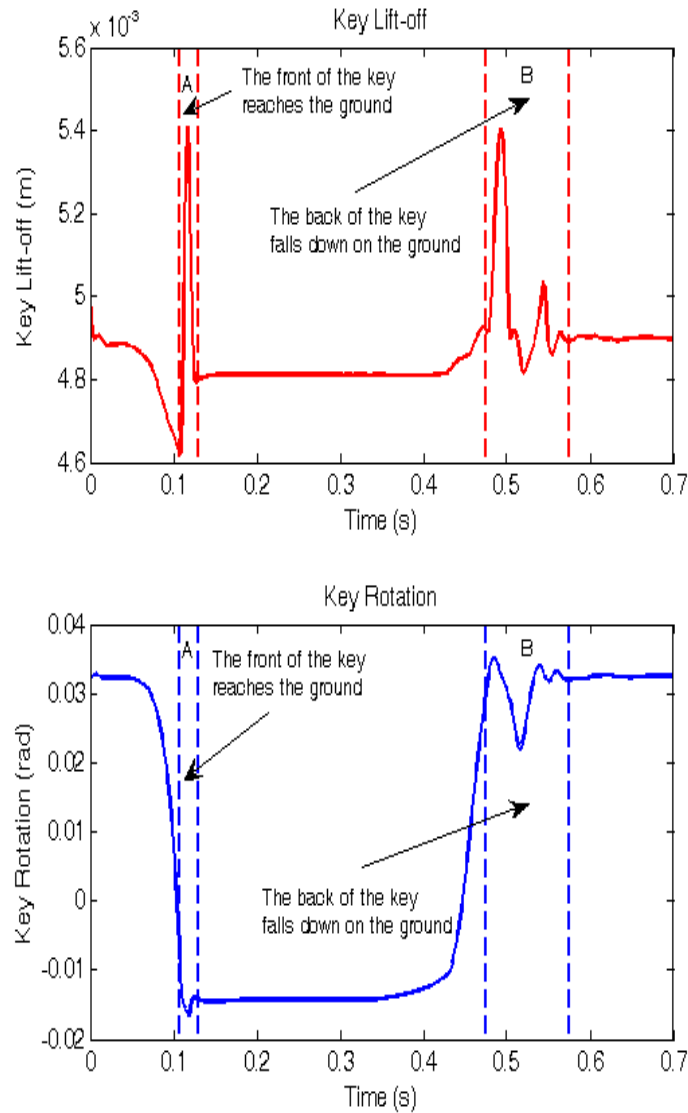 x 10⁻³
Key Lift-off
5.6
5.4
5.2
5
4.8
4.6
Key Lift-off (m)
A
The front of the key
reaches the ground
B
The back of the key
falls down on the ground
0
0.1
0.2
0.3
0.4
0.5
0.6
0.7
Time (s)
Key Rotation
0.04
0.03
0.02
0.01
0
-0.01
-0.02
Key Rotation (rad)
A
The front of the key
reaches the ground
B
The back of the key
falls down on the ground
0
0.1
0.2
0.3
0.4
0.5
0.6
0.7
Time (s)